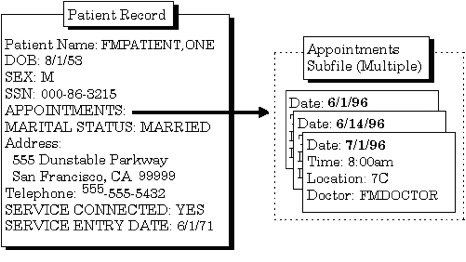 Patient Record
Patient Name: FMPATIENT,ONE
DOB: 8/1/53
SEX: M
SSN: 000-86-3215
APPOINTMENTS:
MARITAL STATUS: MARRIED
Address:
555 Dunstable Parkway
San Francisco, CA 99999
Telephone: 555-555-5432
SERVICE CONNECTED: YES
SERVICE ENTRY DATE: 6/1/71
Appointments
Subfile (Multiple)
Date: 6/1/96
Date: 6/14/96
Date: 7/1/96
Time: 8:00am
Location: 7C
Doctor: FMDOCTOR